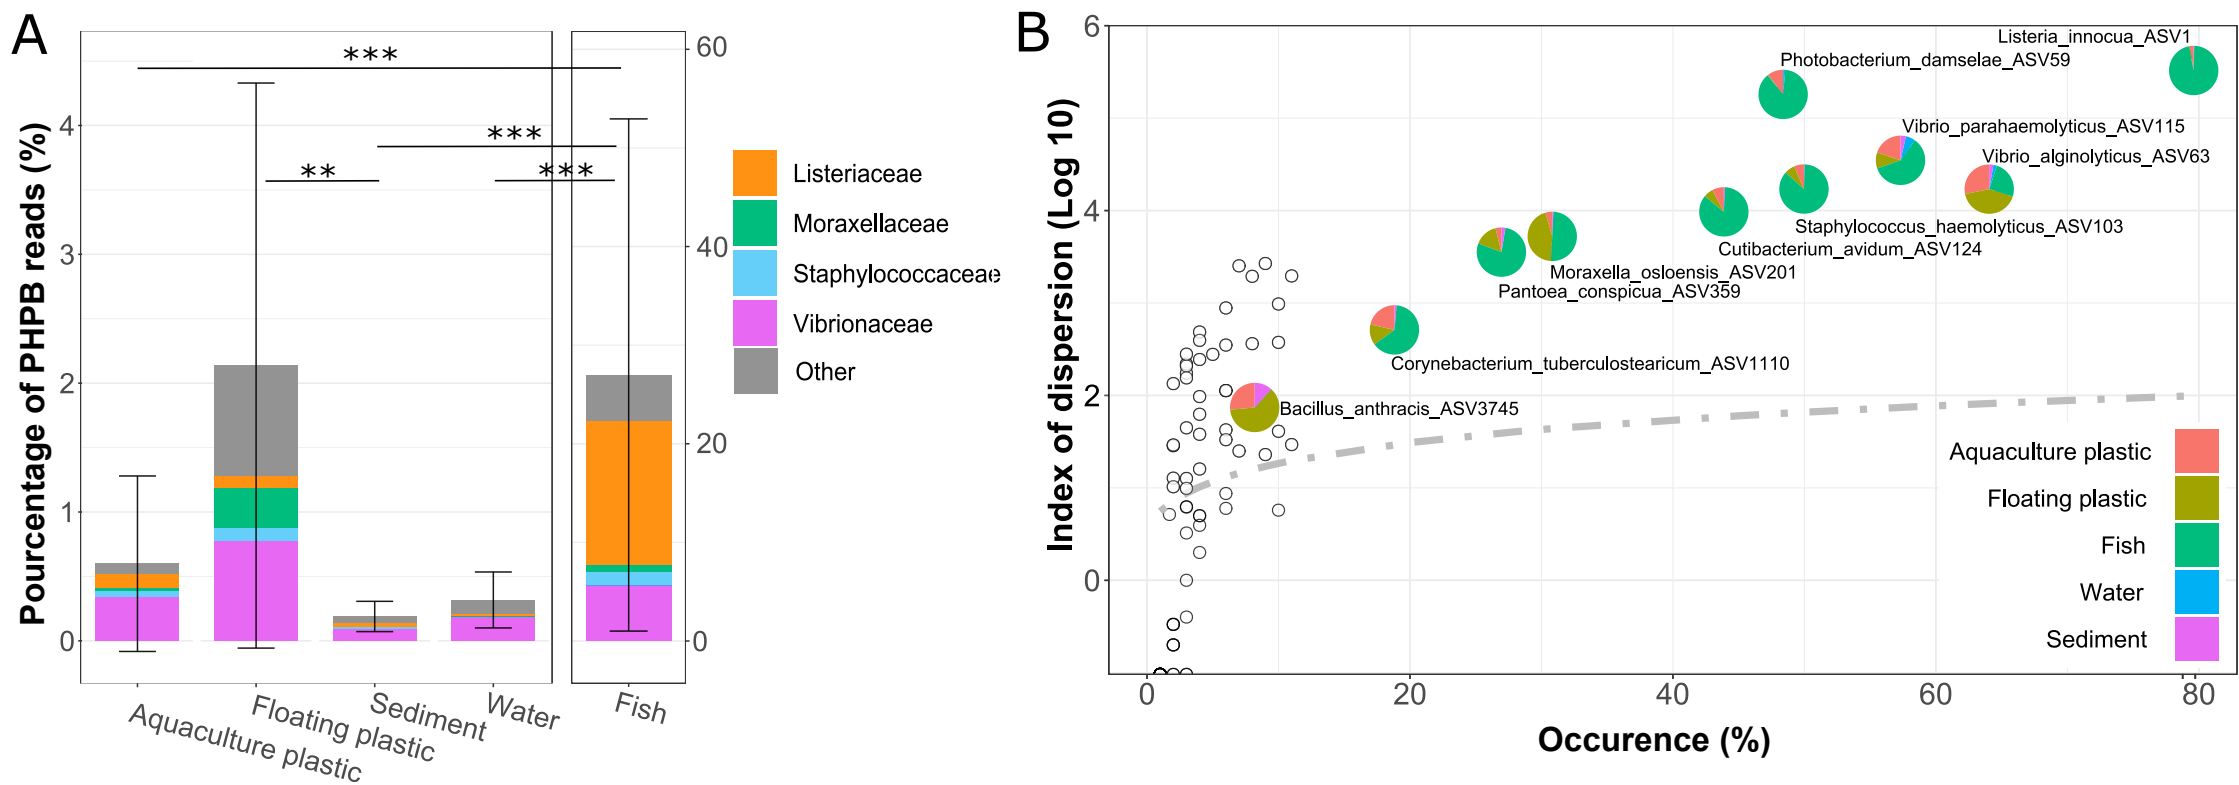 A
Pourcentage of PHPB reads (%)
4
3
2
1
0
***
***
**
***
60
40
20
0
Aquaculture plastic
Floating plastic
Sediment
Water
Fish
Listeriaceae
Moraxellaceae
Staphylococcaceae
Vibrionaceae
Other
B
Index of dispersion (Log 10)
6
4
2
0
Listeria_innocua_ASV1
Photobacterium_damselae_ASV59
Vibrio_parahaemolyticus_ASV115
Vibrio_alginolyticus_ASV63
Staphylococcus_haemolyticus_ASV103
Cutibacterium_avidum_ASV124
Moraxella_osloensis_ASV201
Pantoea_conspicua_ASV359
Corynebacterium_tuberculostearicum_ASV1110
Bacillus_anthracis_ASV3745
Aquaculture plastic
Floating plastic
Fish
Water
Sediment
0
20
40
60
80
Occurence (%)